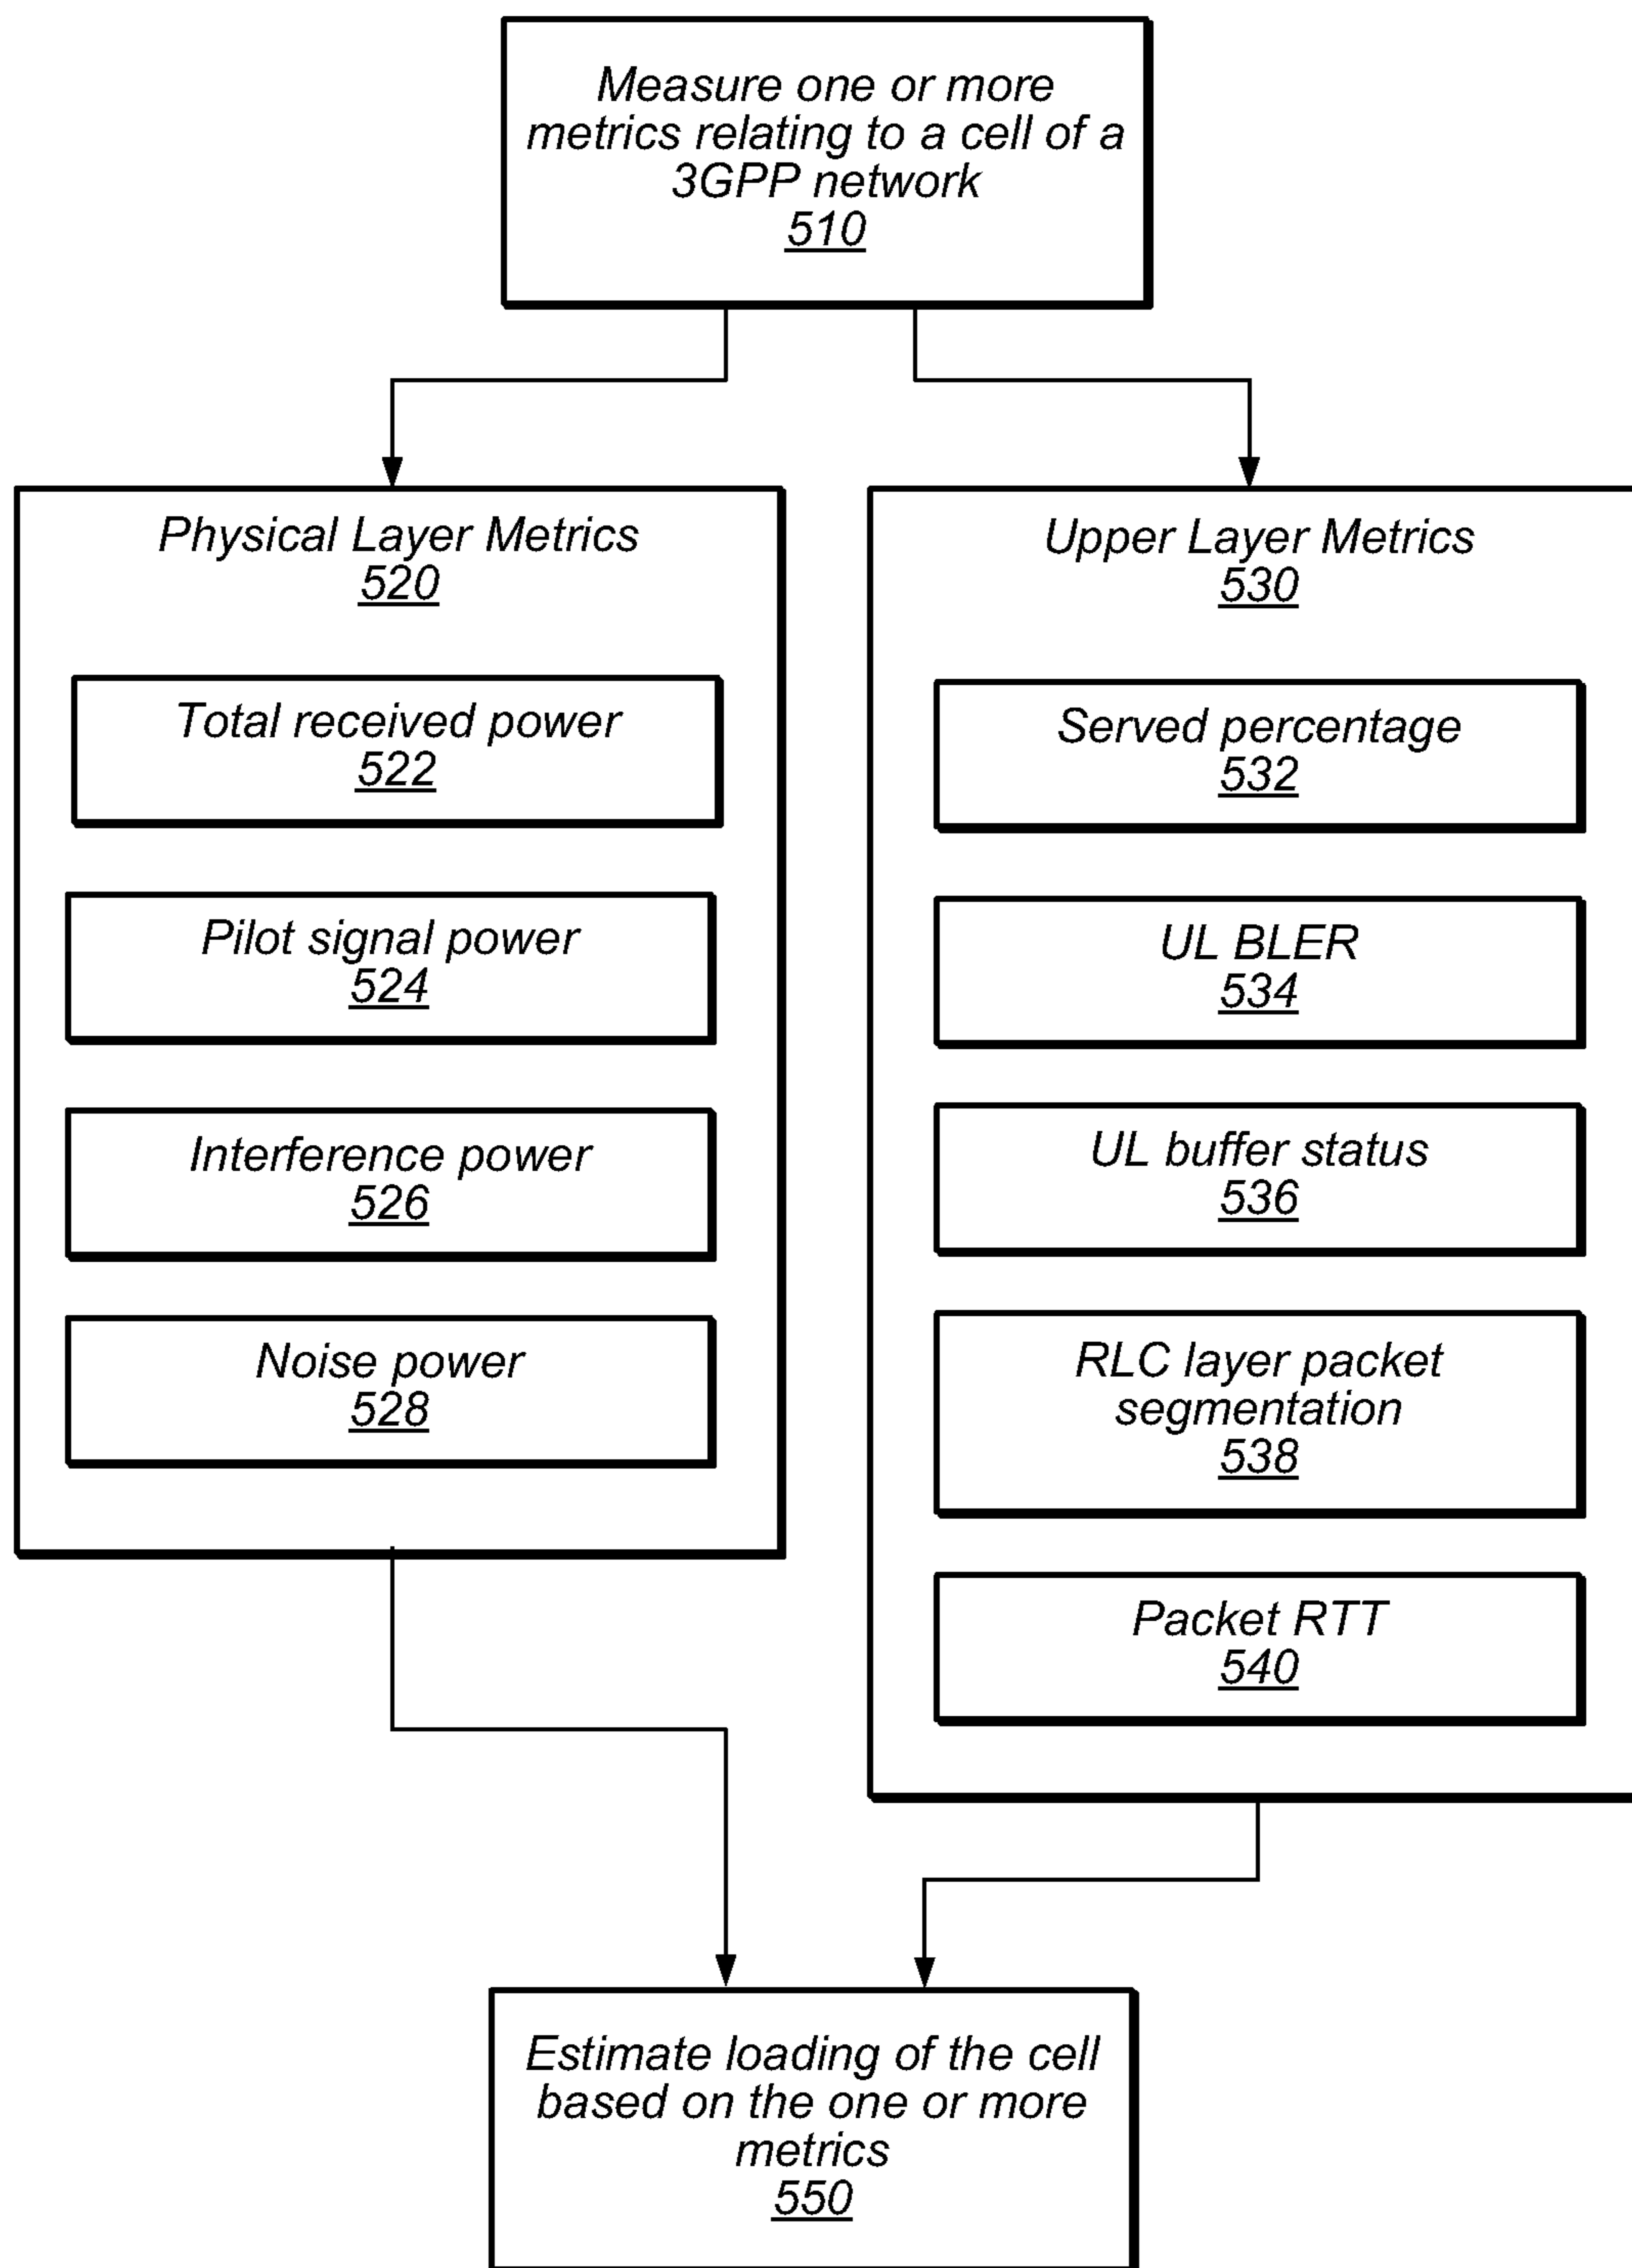 Measure one or more
metrics relating to a cell of a
3GPP network
510
Physical Layer Metrics
520
Total received power
522
Pilot signal power
524
Interference power
526
Noise power
528
Upper Layer Metrics
530
Served percentage
532
UL BLER
534
UL buffer status
536
RLC layer packet
segmentation
538
Packet RTT
540
Estimate loading of the cell
based on the one or more
metrics
550